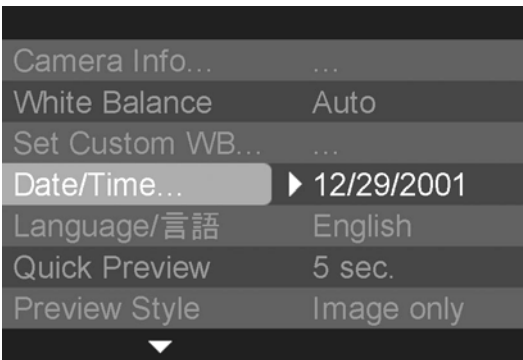 Camera Info... ...
White Balance Auto
Set Custom WB... ...
Date/Time... 12/29/2001
Language/言語 English
Quick Preview 5 sec.
Preview Style Image only